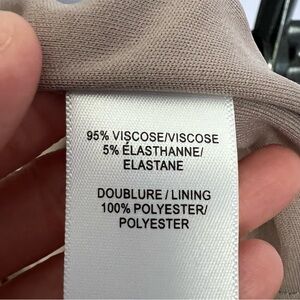 95% VISCOSE/VISCOSE
5% ÉLASTHANNE/
ELASTANE
DOUBLURE / LINING
100% POLYESTER/
POLYESTER